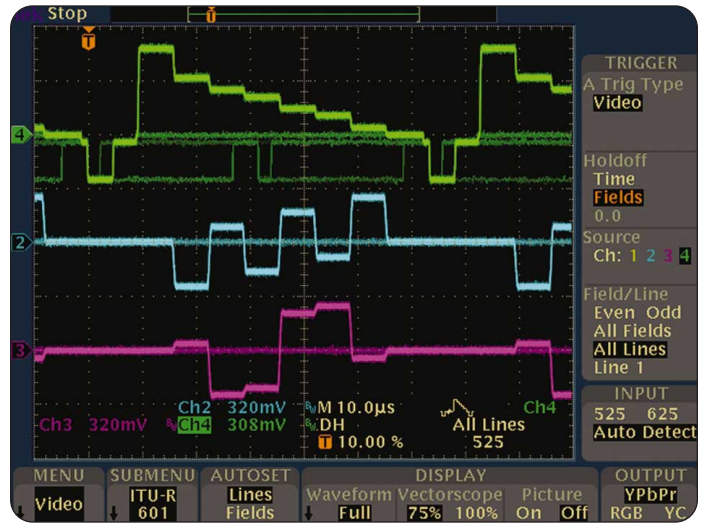 Stop
T
T
4
2
3
TRIGGER
A Trig Type
Video
Holdoff
Time
Fields
0.0
Source
Ch: 1 2 3 4
Field/Line
Even Odd
All Fields
All Lines
Line 1
Ch2 320mV
Ch3 320mV
Ch4 308mV
M 10.0µs
DH
T 10.00 %
All Lines
525
Ch4
INPUT
525 625
Auto Detect
MENU
Video
SUBMENU
ITU-R
601
AUTOSET
Lines
Fields
DISPLAY
Waveform Vectorscope Picture
Full 75% 100% On Off
OUTPUT
YPbPr
RGB YC